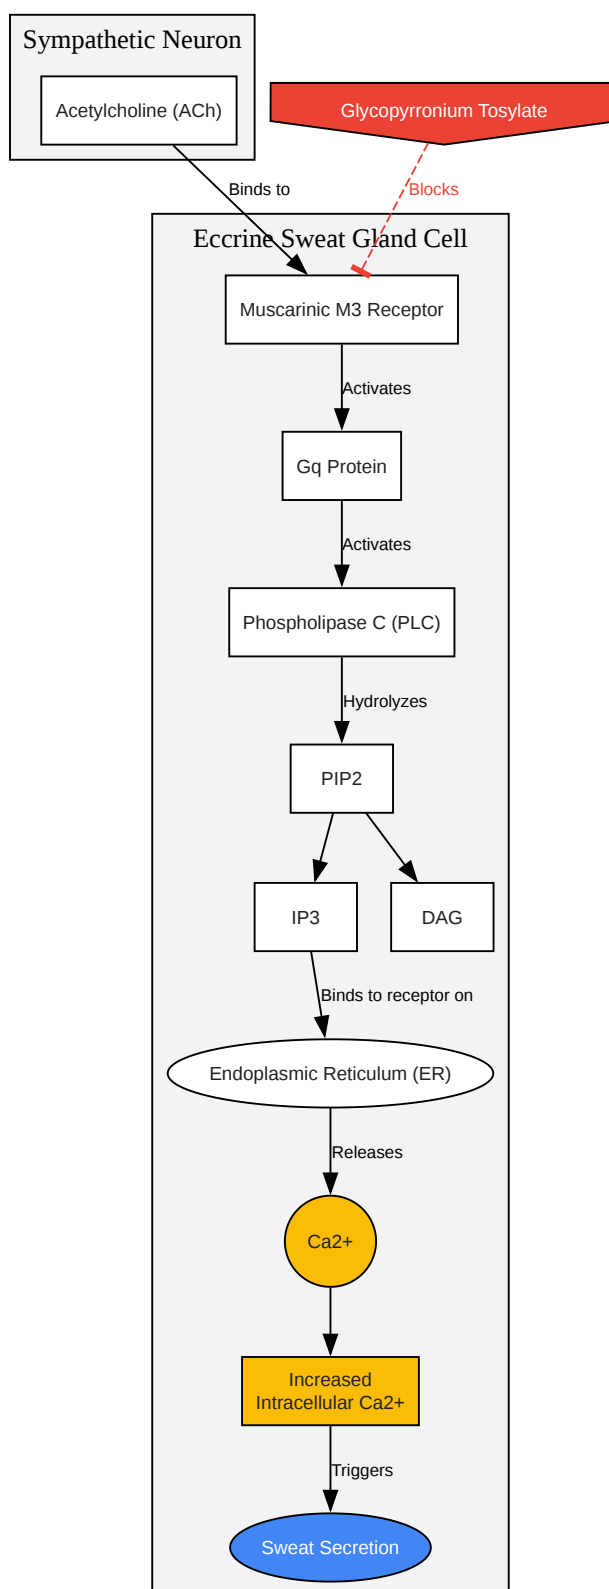 Sympathetic Neuron
Acetylcholine (ACh)
Glycopyrronium Tosylate
Binds to
Blocks
Eccrine Sweat Gland Cell
Muscarinic M3 Receptor
Activates
Gq Protein
Activates
Phospholipase C (PLC)
Hydrolyzes
PIP2
IP3
DAG
Binds to receptor on
Endoplasmic Reticulum (ER)
Releases
Ca2+
Increased
Intracellular Ca2+
Triggers
Sweat Secretion